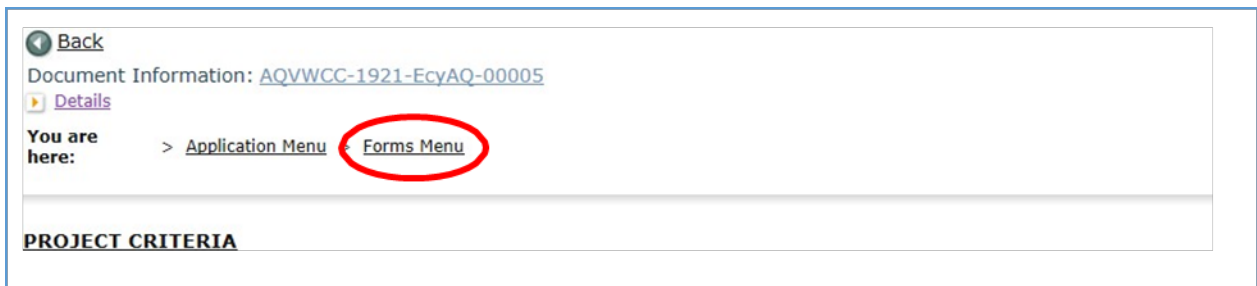 Back
Document Information: AQVWCC-1921-EcyAQ-00005
Details
You are here: > Application Menu > Forms Menu
PROJECT CRITERIA